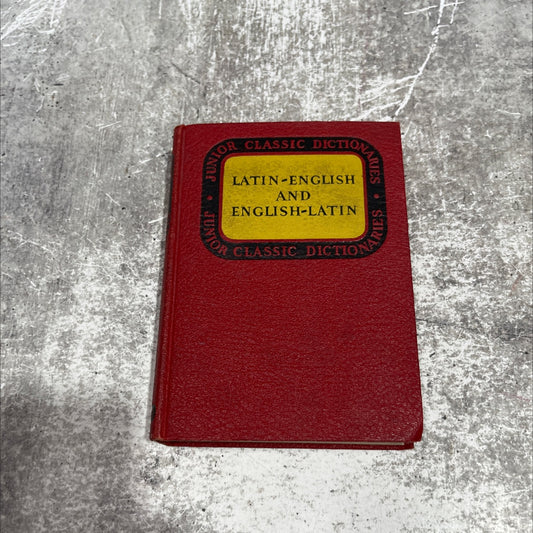 · JUNIOR CLASSIC DICTIONARIES ·
LATIN-ENGLISH
AND
ENGLISH-LATIN
JUNIOR CLASSIC DICTIONARIES